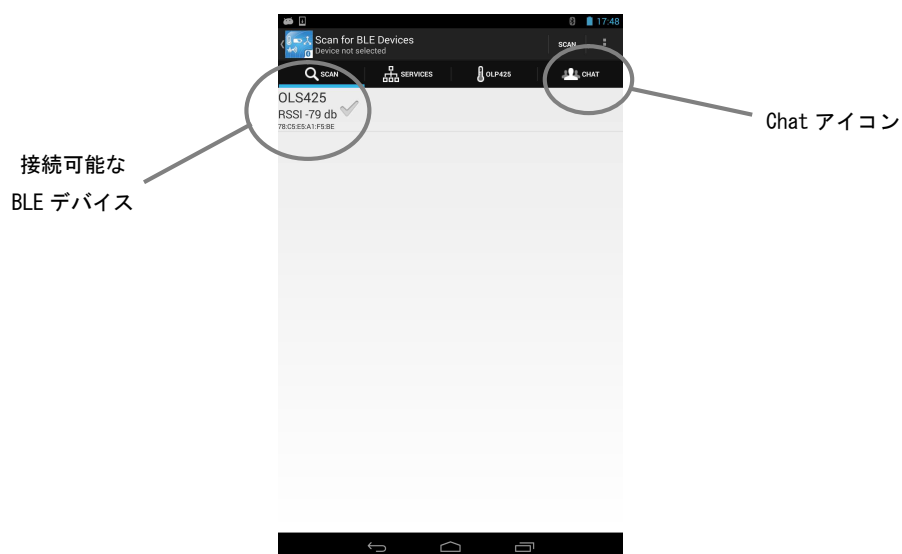 17:48
Scan for BLE Devices
Device not selected
SCAN
SCAN
SERVICES
OLP425
CHAT
OLS425
RSSI -79 db
78:C5:E5:A1:F5:BE
Chat アイコン
接続可能な
BLE デバイス